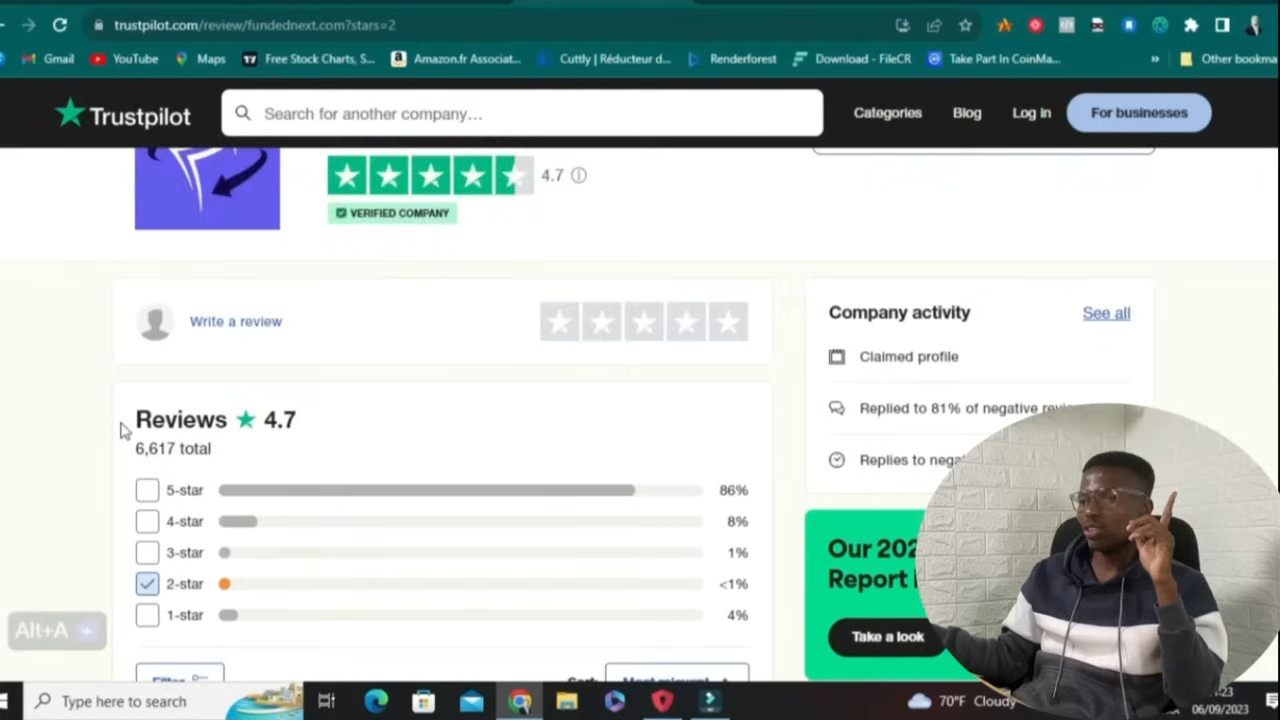 trustpilot.com/review/fundednext.com?stars=2
Gmail YouTube Maps Free Stock Charts, S... Amazon.fr Associat... Cuttly | Réducteur d... Renderforest Download - FileCR Take Part In CoinMa... » Other bookma
Trustpilot Search for another company... Categories Blog Log in For businesses
4.7
VERIFIED COMPANY
Write a review
Company activity See all
Claimed profile
Replied to 81% of negative
Replies to
Reviews 4.7
6,617 total
5-star 86%
4-star 8%
3-star 1%
2-star <1%
1-star 4%
Our
Report
Take a look
Alt+A
Type here to search
70°F Cloudy
06/09/2023